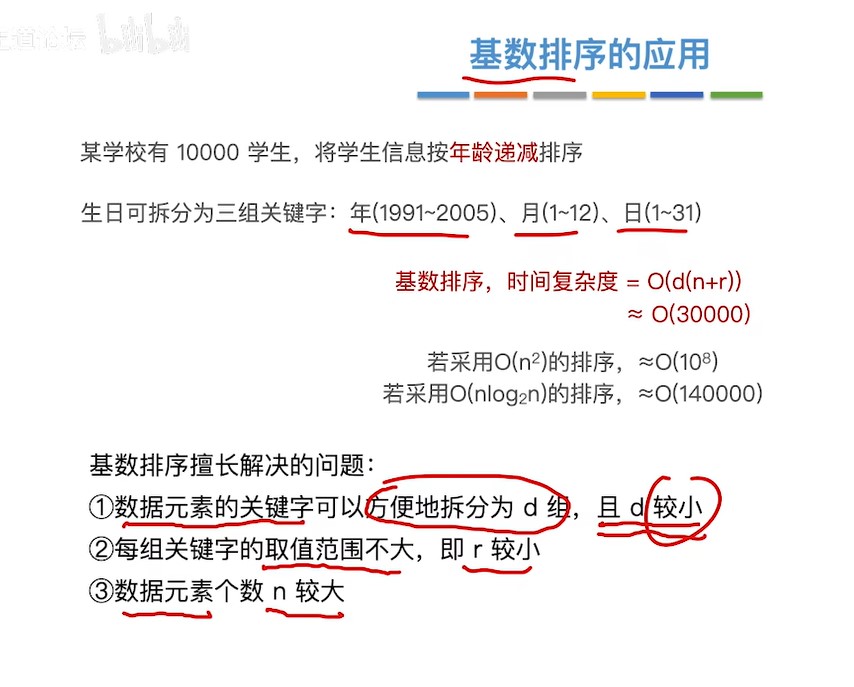 道论坛 bilibili
基数排序的应用
某学校有 10000 学生，将学生信息按年龄递减排序
生日可拆分为三组关键字：年(1991~2005)、月(1~12)、日(1~31)
基数排序，时间复杂度 = O(d(n+r))
≈ O(30000)
若采用O(n²)的排序，≈O(10⁸)
若采用O(nlog₂n)的排序，≈O(140000)
基数排序擅长解决的问题：
①数据元素的关键字可以方便地拆分为 d 组，且 d 较小
②每组关键字的取值范围不大，即 r 较小
③数据元素个数 n 较大